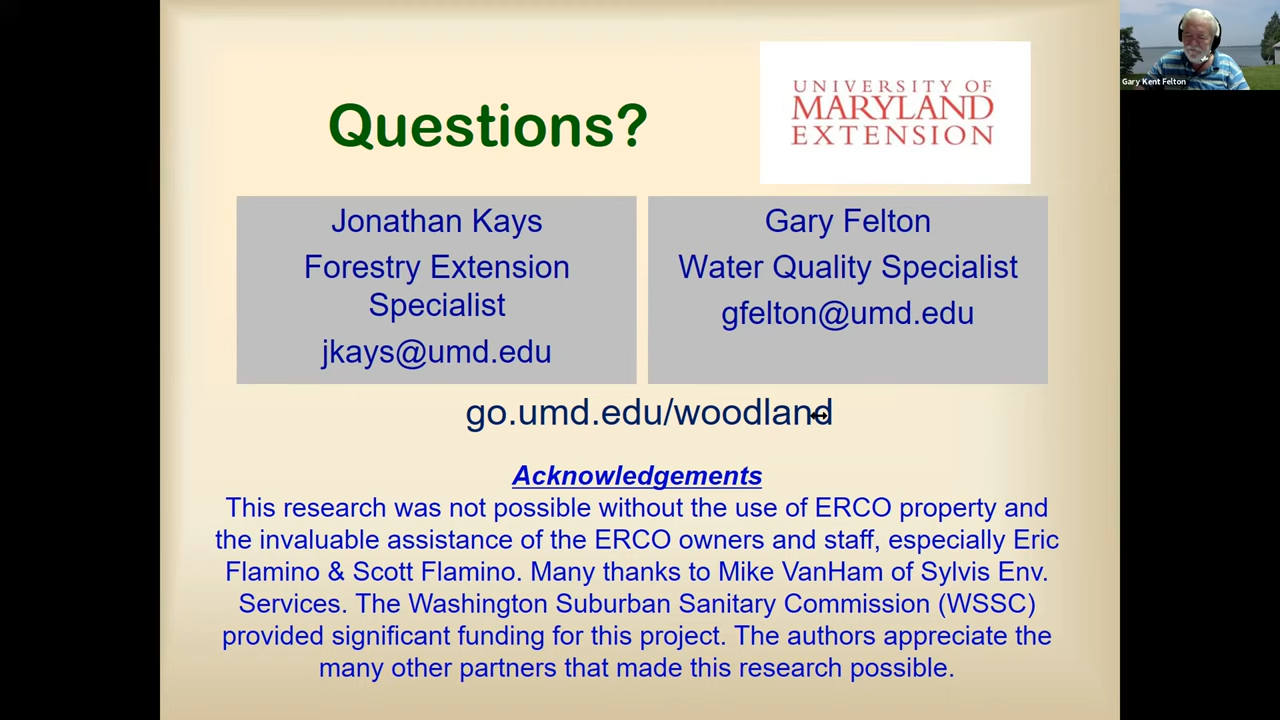 Gary Kent Felton
Questions?
UNIVERSITY OF
MARYLAND
EXTENSION
Jonathan Kays
Forestry Extension
Specialist
jkays@umd.edu
Gary Felton
Water Quality Specialist
gfelton@umd.edu
go.umd.edu/woodland
Acknowledgements
This research was not possible without the use of ERCO property and
the invaluable assistance of the ERCO owners and staff, especially Eric
Flamino & Scott Flamino. Many thanks to Mike VanHam of Sylvis Env.
Services. The Washington Suburban Sanitary Commission (WSSC)
provided significant funding for this project. The authors appreciate the
many other partners that made this research possible.